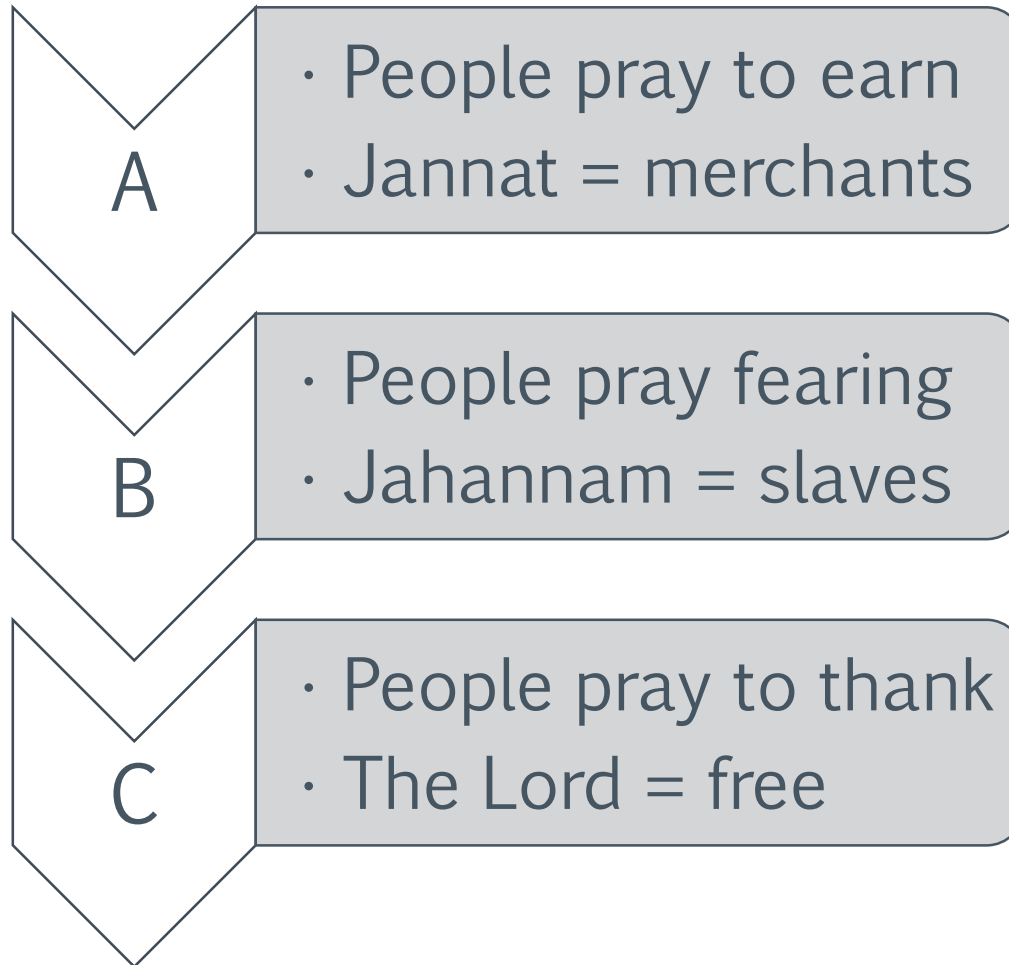 A
· People pray to earn
· Jannat = merchants
B
· People pray fearing
· Jahannam = slaves
C
· People pray to thank
· The Lord = free